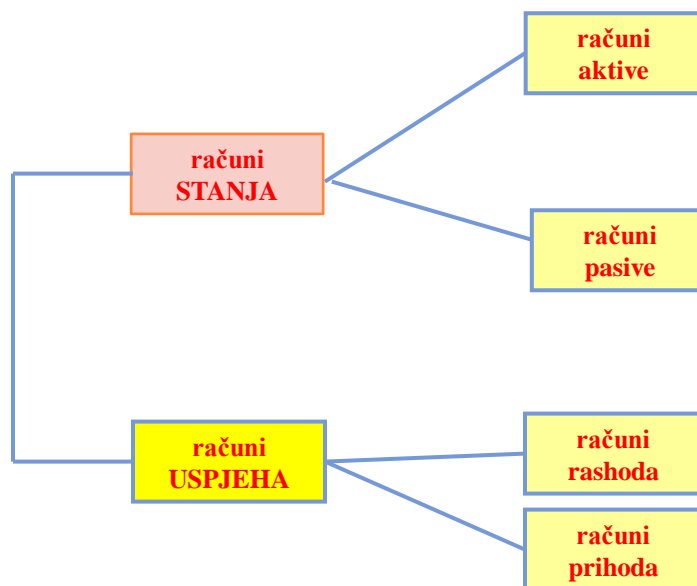 računi
aktive
računi
STANJA
računi
pasive
računi
USPJEHA
računi
rashoda
računi
prihoda